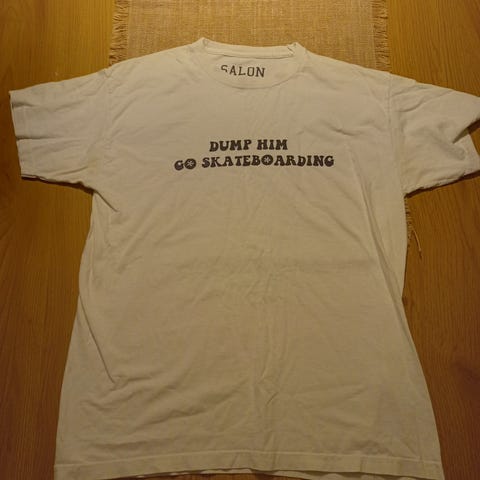 SALON
DUMP HIM
GO SKATEBOARDING